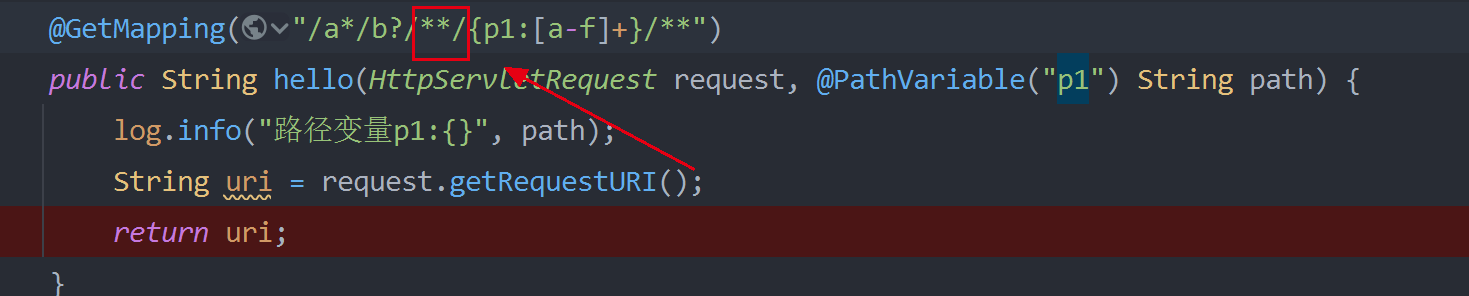 @GetMapping("/a*/b?/**/{p1:[a-f]+}/**")
public String hello(HttpServletRequest request, @PathVariable("p1") String path) {
log.info("路径变量p1:{}", path);
String uri = request.getRequestURI();
return uri;
}